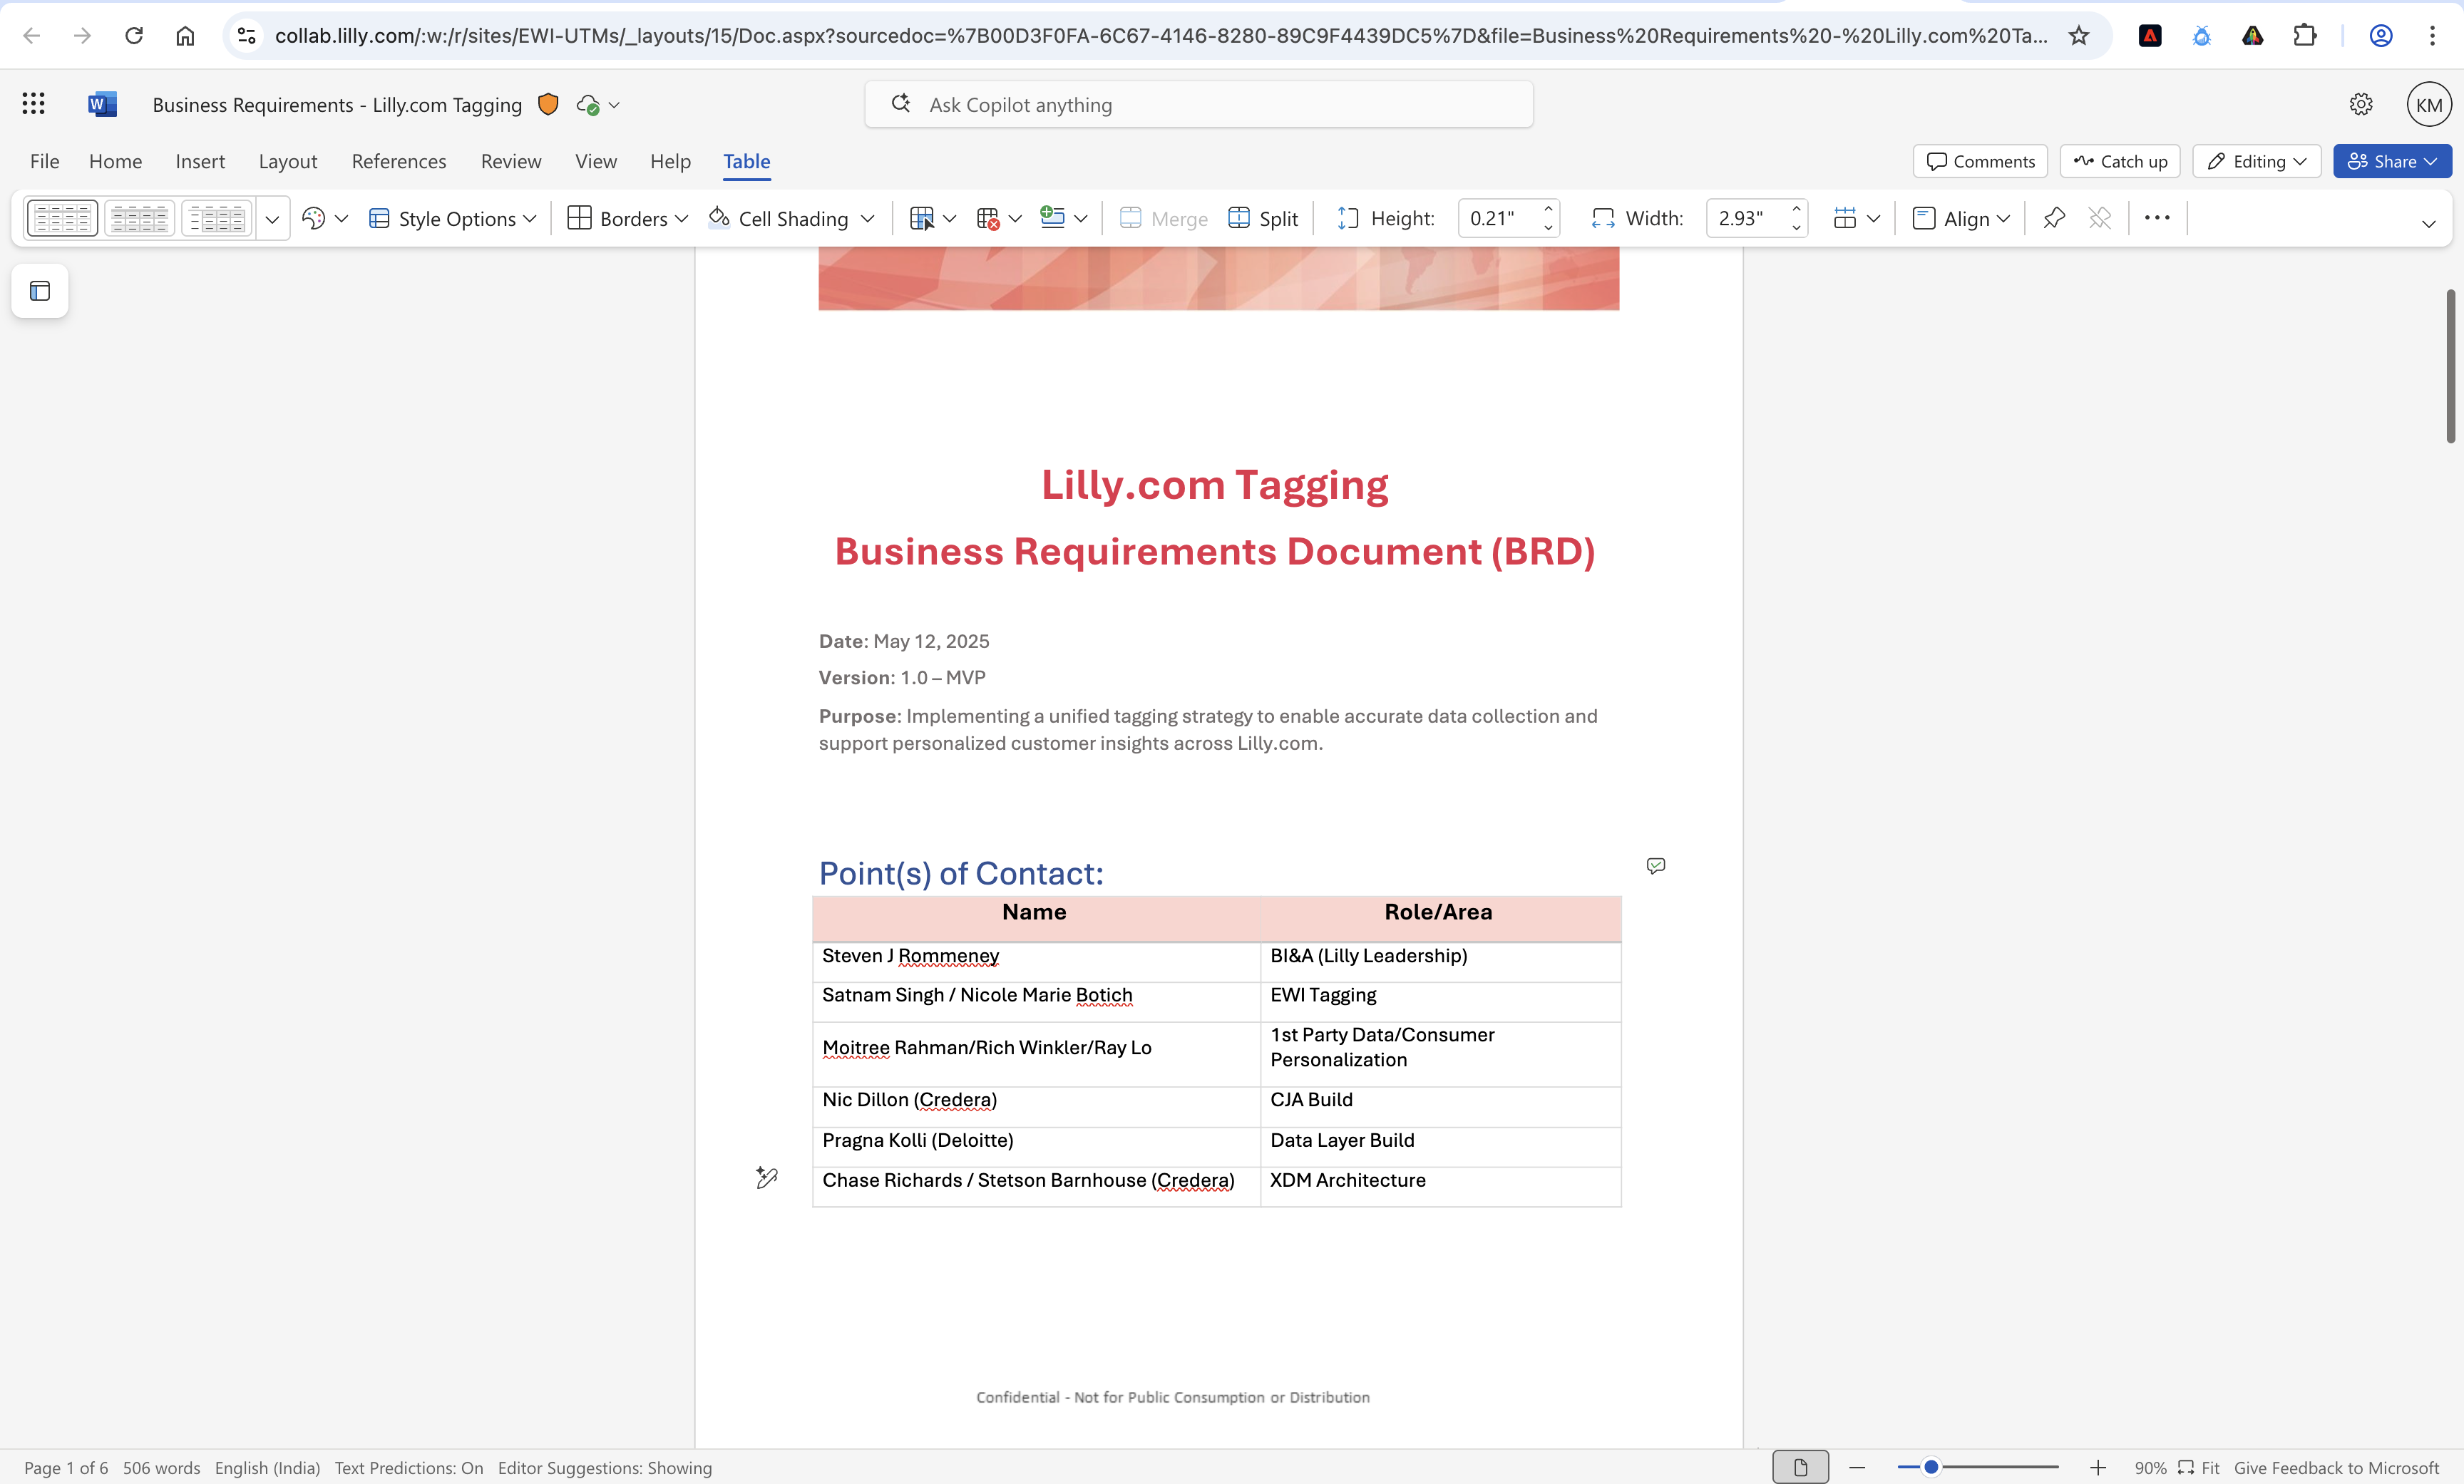 collab.lilly.com/:w:/r/sites/EWI-UTMs/_layouts/15/Doc.aspx?sourcedoc=%7B00D3F0FA-6C67-4146-8280-89C9F4439DC5%7D&file=Business%20Requirements%20-%20Lilly.com%20Ta...
Business Requirements - Lilly.com Tagging
Ask Copilot anything
KM
File Home Insert Layout References Review View Help Table
Comments Catch up Editing Share
Style Options Borders Cell Shading Merge Split Height: 0.21" Width: 2.93" Align
Lilly.com Tagging
Business Requirements Document (BRD)
Date: May 12, 2025
Version: 1.0 – MVP
Purpose: Implementing a unified tagging strategy to enable accurate data collection and
support personalized customer insights across Lilly.com.
Point(s) of Contact:
Name Role/Area
Steven J Rommeney BI&A (Lilly Leadership)
Satnam Singh / Nicole Marie Botich EWI Tagging
Moitree Rahman/Rich Winkler/Ray Lo 1st Party Data/Consumer
Personalization
Nic Dillon (Credera) CJA Build
Pragna Kolli (Deloitte) Data Layer Build
Chase Richards / Stetson Barnhouse (Credera) XDM Architecture
Confidential - Not for Public Consumption or Distribution
Page 1 of 6 506 words English (India) Text Predictions: On Editor Suggestions: Showing
90% Fit Give Feedback to Microsoft